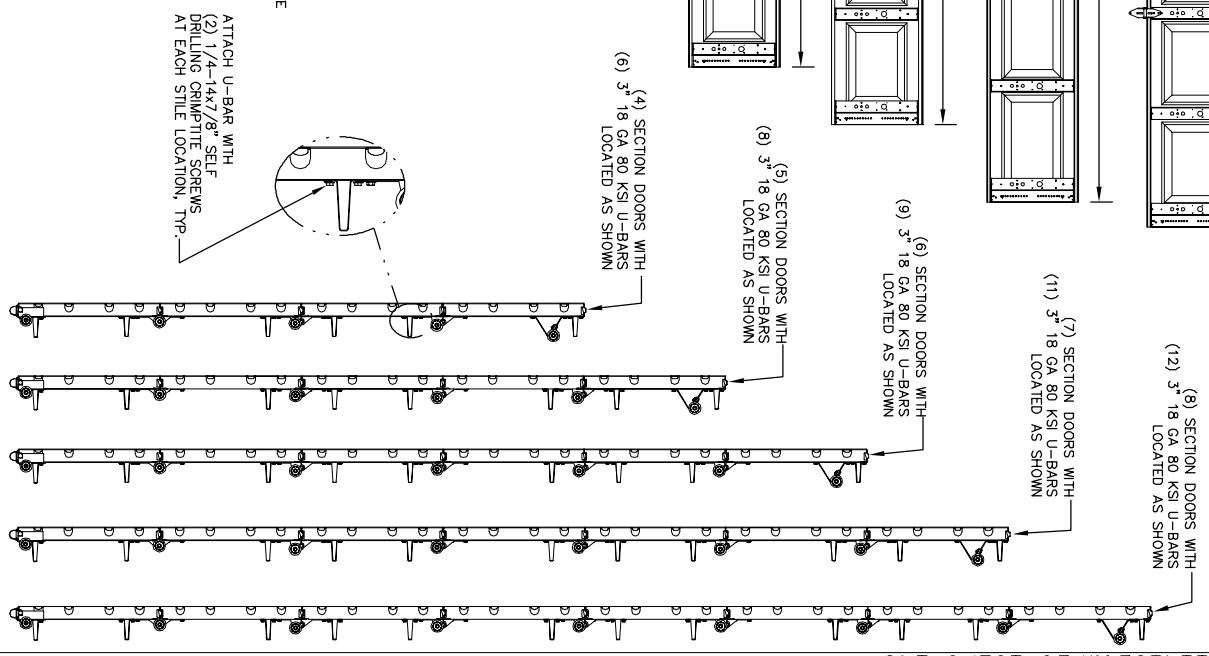 ATTACH U-BAR WITH
(2) 1/4-14x7/8" SELF
DRILLING CRIMPTITE SCREWS
AT EACH STILE LOCATION, TYP.
(4) SECTION DOORS WITH
(6) 3" 18 GA 80 KSI U-BARS
LOCATED AS SHOWN
(5) SECTION DOORS WITH
(8) 3" 18 GA 80 KSI U-BARS
LOCATED AS SHOWN
(6) SECTION DOORS WITH
(9) 3" 18 GA 80 KSI U-BARS
LOCATED AS SHOWN
(7) SECTION DOORS WITH
(11) 3" 18 GA 80 KSI U-BARS
LOCATED AS SHOWN
(8) SECTION DOORS WITH
(12) 3" 18 GA 80 KSI U-BARS
LOCATED AS SHOWN